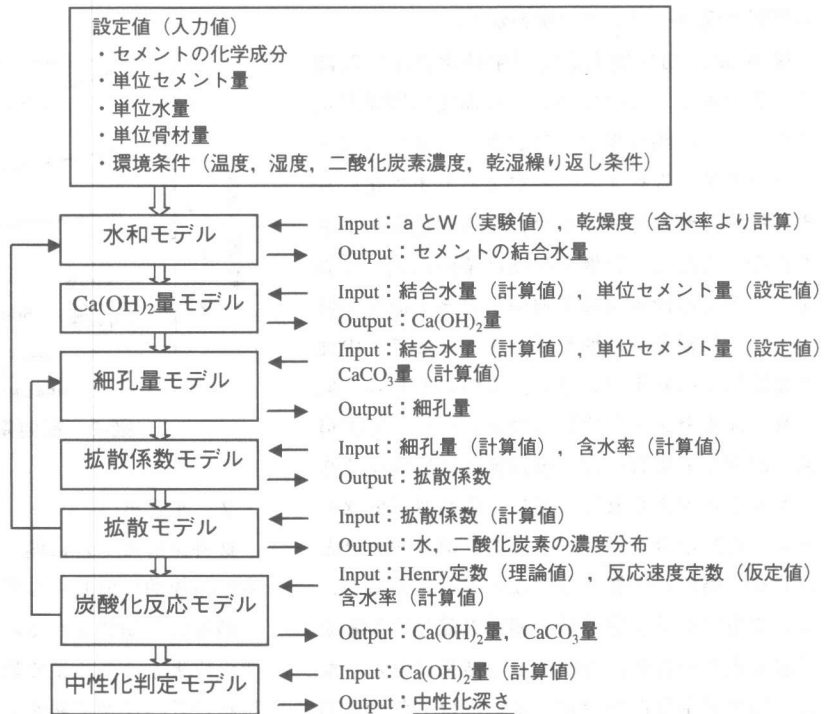 設定値（入力値）
・セメントの化学成分
・単位セメント量
・単位水量
・単位骨材量
・環境条件（温度，湿度，二酸化炭素濃度，乾湿繰り返し条件）
水和モデル
Input：aとW（実験値），乾燥度（含水率より計算）
Output：セメントの結合水量
Ca(OH)₂量モデル
Input：結合水量（計算値），単位セメント量（設定値）
Output：Ca(OH)₂量
細孔量モデル
Input：結合水量（計算値），単位セメント量（設定値）
CaCO₃量（計算値）
Output：細孔量
拡散係数モデル
Input：細孔量（計算値），含水率（計算値）
Output：拡散係数
拡散モデル
Input：拡散係数（計算値）
Output：水，二酸化炭素の濃度分布
炭酸化反応モデル
Input：Henry定数（理論値），反応速度定数（仮定値）
含水率（計算値）
Output：Ca(OH)₂量，CaCO₃量
中性化判定モデル
Input：Ca(OH)₂量（計算値）
Output：中性化深さ